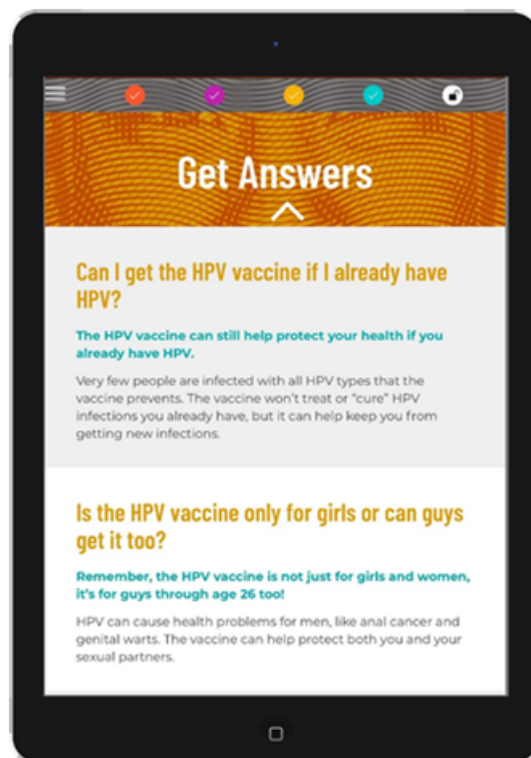 Get Answers
Can I get the HPV vaccine if I already have
HPV?
The HPV vaccine can still help protect your health if you
already have HPV.
Very few people are infected with all HPV types that the
vaccine prevents. The vaccine won’t treat or “cure” HPV
infections you already have, but it can help keep you from
getting new infections.
Is the HPV vaccine only for girls or can guys
get it too?
Remember, the HPV vaccine is not just for girls and women,
it’s for guys through age 26 too!
HPV can cause health problems for men, like anal cancer and
genital warts. The vaccine can help protect both you and your
sexual partners.